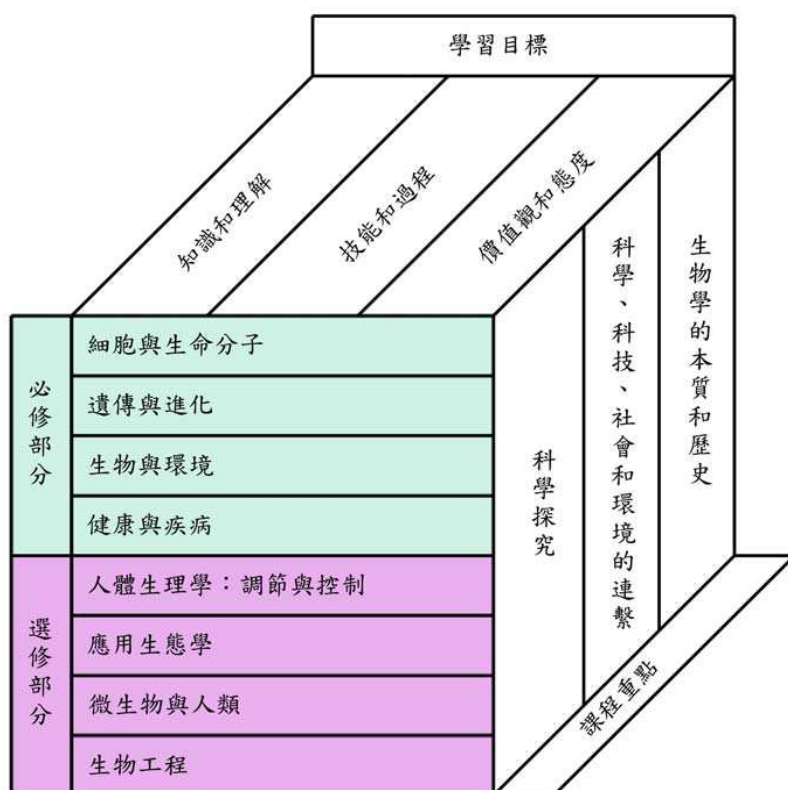 學習目標
知識和理解
技能和過程
價值觀和態度
必修部分
細胞與生命分子
遺傳與進化
生物與環境
健康與疾病
選修部分
人體生理學：調節與控制
應用生態學
微生物與人類
生物工程
科學探究
科學、科技、社會和環境的連繫
生物學的本質和歷史
課程重點